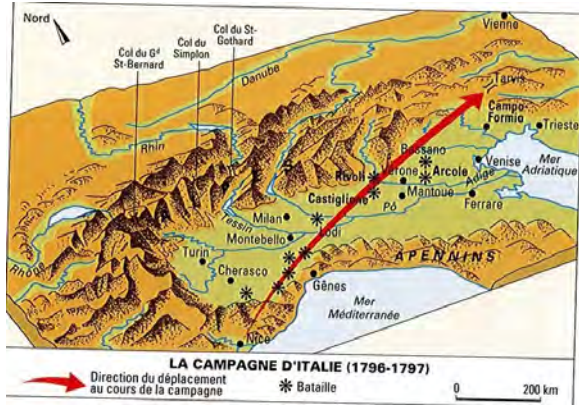 Nord
Vienne
Col du St-
Gothard
Col du
Simplon
Col du Gd
St-Bernard
Danube
Tarvis
Rhin
Campo-
Formio
Trieste
Bassano
Venise
Mer
Adriatique
Rivoli
Vérone
Arcole
Adige
Castiglione
Mantoue
Pô
Ferrare
A L P E S
Tessin
Milan
Lodi
Montebello
Rhône
Turin
Cherasco
APENNINS
Gênes
Mer
Méditerranée
Nice
LA CAMPAGNE D'ITALIE (1796-1797)
Direction du déplacement
au cours de la campagne
Bataille
0 200 km